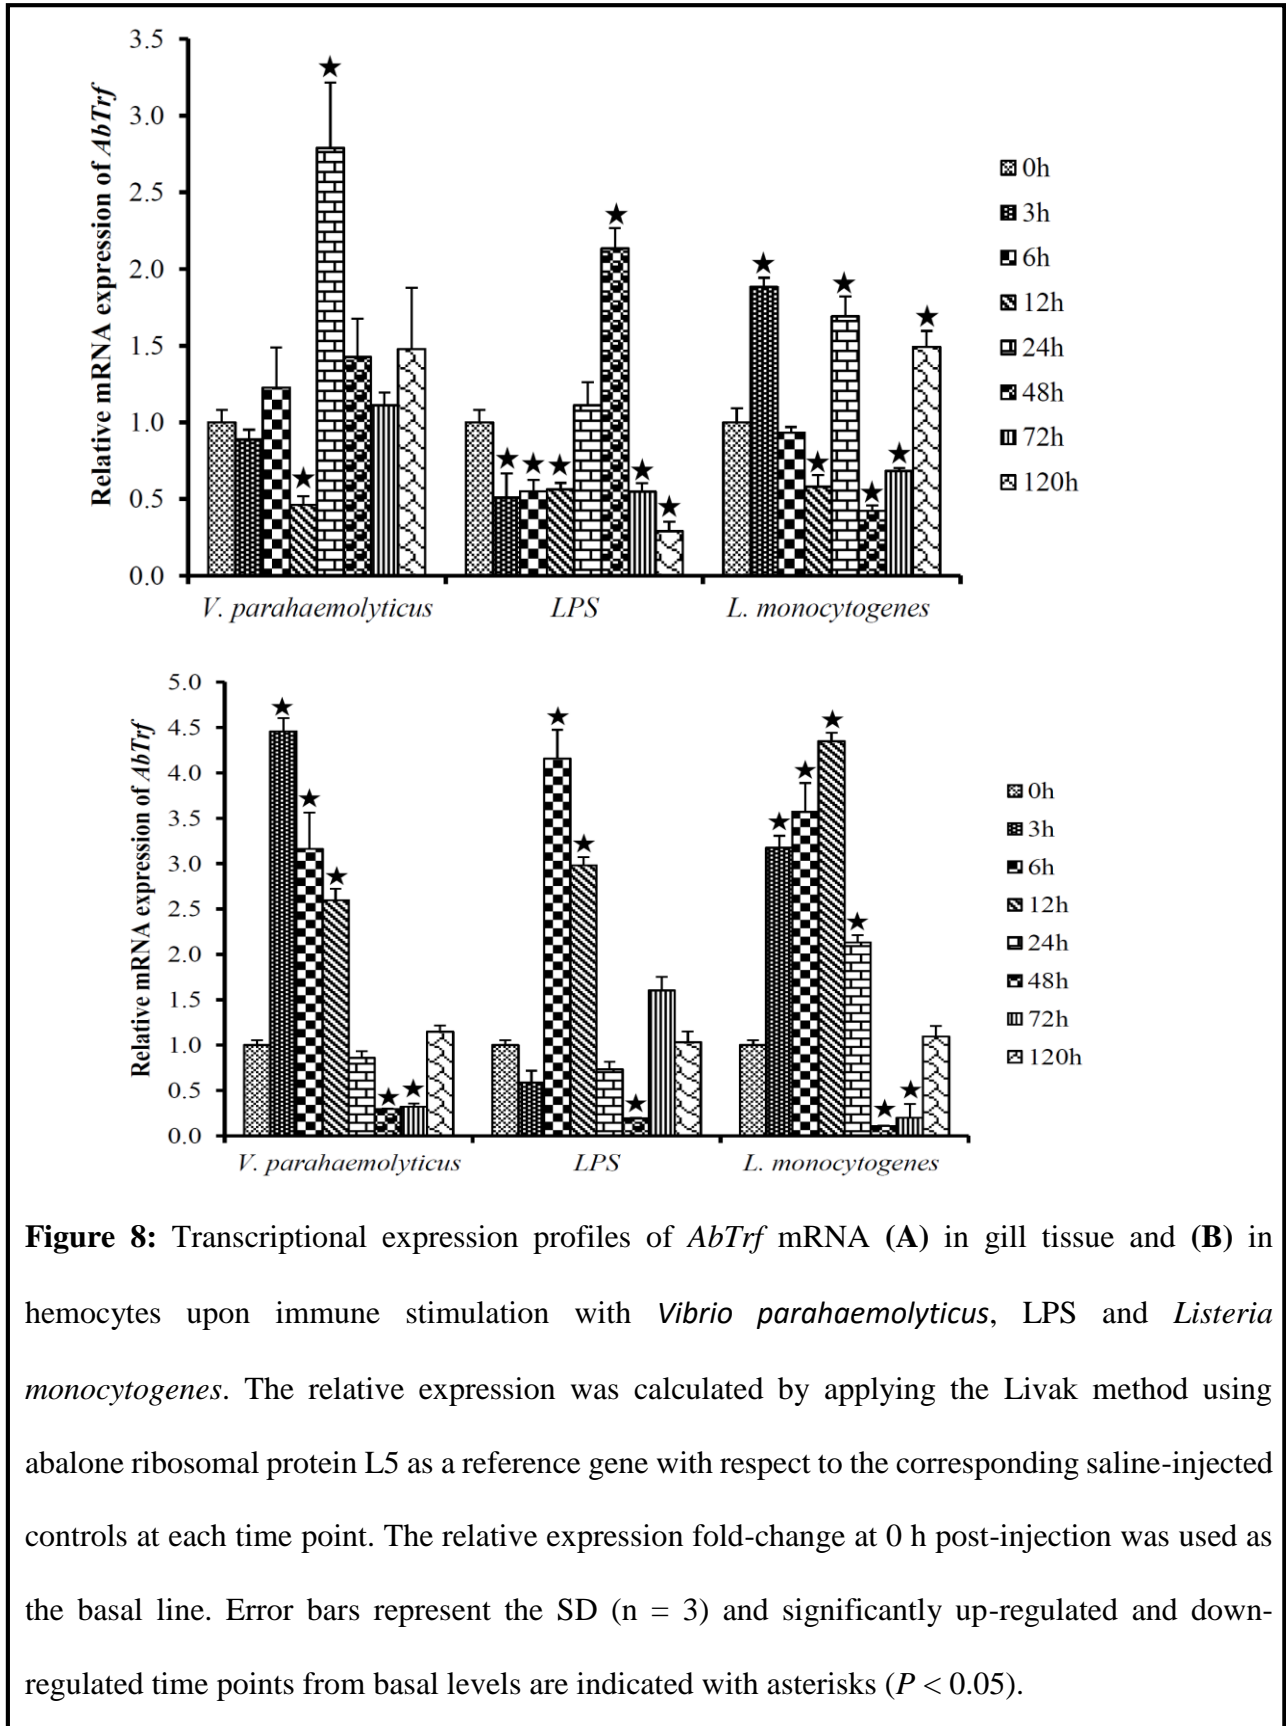 3.5
3.0
2.5
2.0
1.5
1.0
0.5
0.0
Relative mRNA expression of AbTrf
V. parahaemolyticus
LPS
L. monocytogenes
0h
3h
6h
12h
24h
48h
72h
120h
5.0
4.5
4.0
3.5
3.0
2.5
2.0
1.5
1.0
0.5
0.0
Relative mRNA expression of AbTrf
V. parahaemolyticus
LPS
L. monocytogenes
0h
3h
6h
12h
24h
48h
72h
120h
Figure 8: Transcriptional expression profiles of AbTrf mRNA (A) in gill tissue and (B) in
hemocytes upon immune stimulation with Vibrio parahaemolyticus, LPS and Listeria
monocytogenes. The relative expression was calculated by applying the Livak method using
abalone ribosomal protein L5 as a reference gene with respect to the corresponding saline-injected
controls at each time point. The relative expression fold-change at 0 h post-injection was used as
the basal line. Error bars represent the SD (n = 3) and significantly up-regulated and down-
regulated time points from basal levels are indicated with asterisks (P < 0.05).